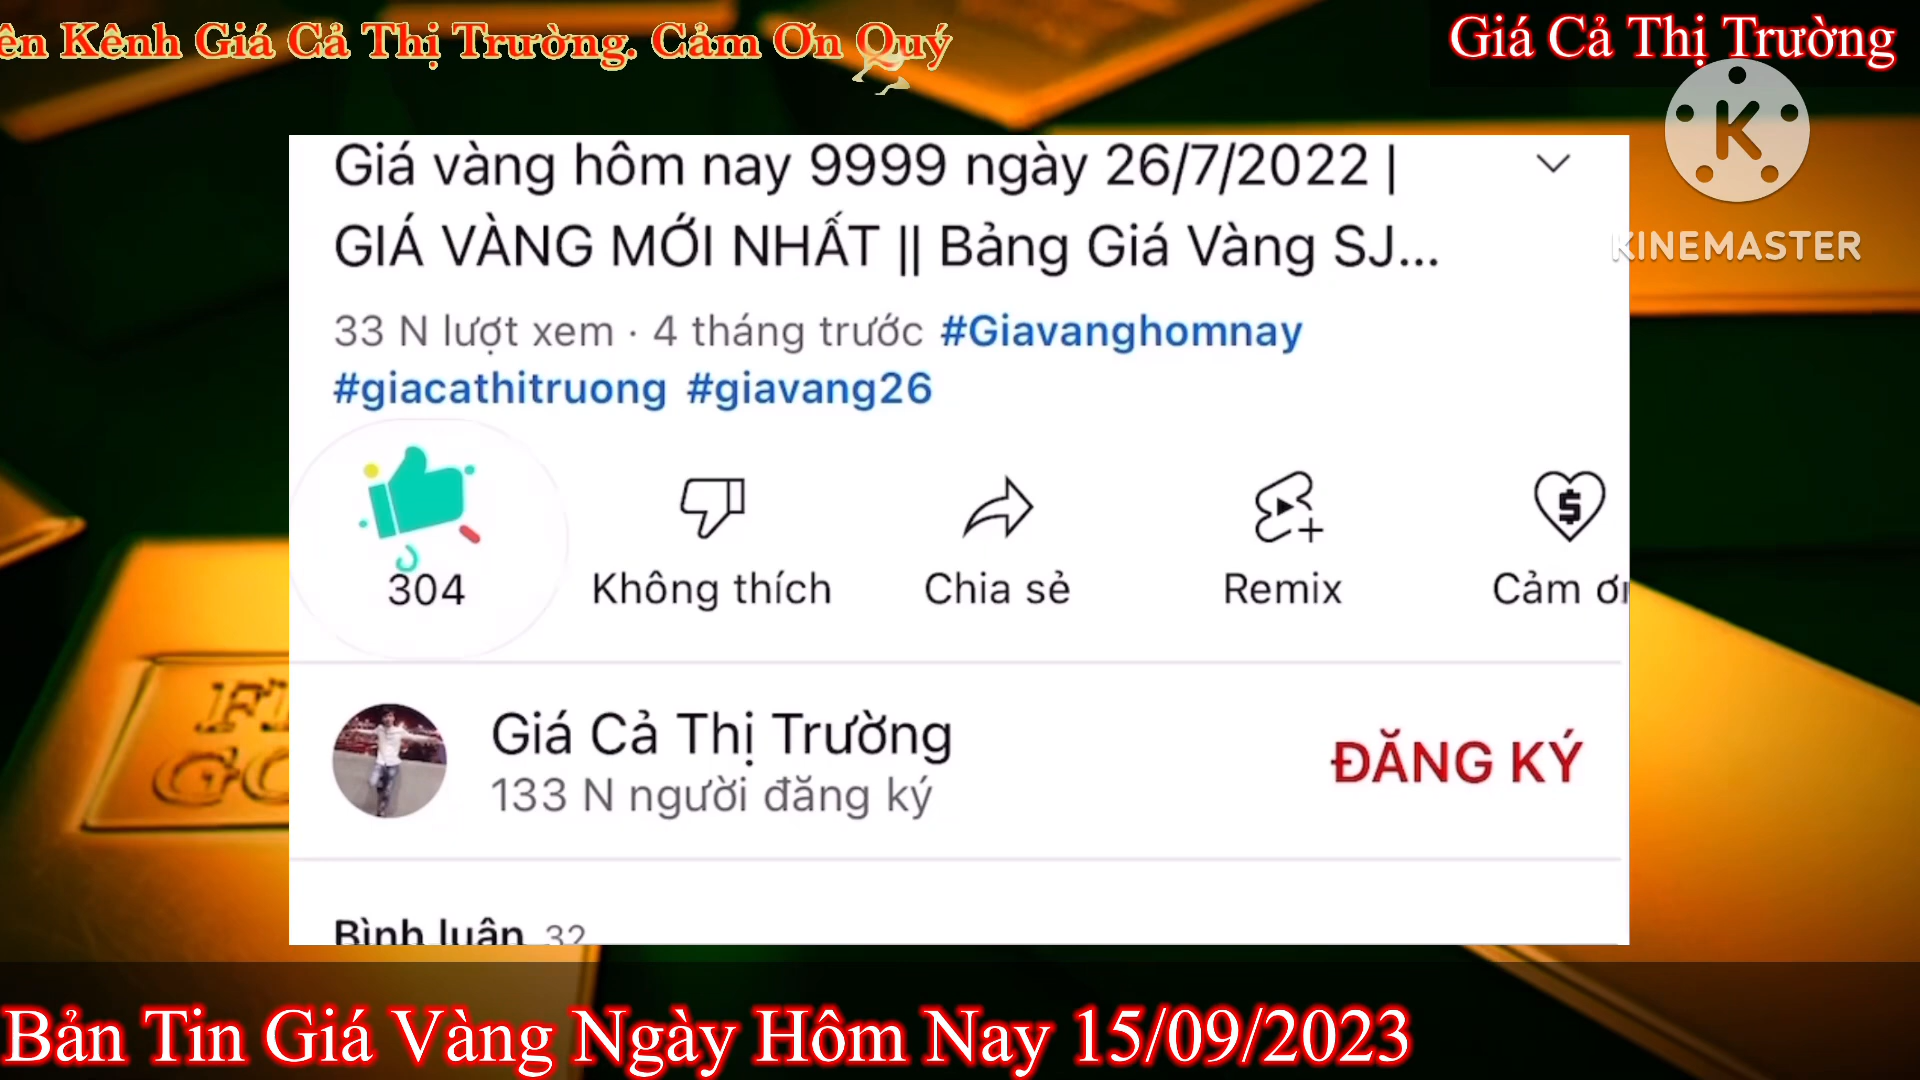 ên Kênh Giá Cả Thị Trường. Cảm Ơn Quý
Giá Cả Thị Trường
K
KINEMASTER
Giá vàng hôm nay 9999 ngày 26/7/2022 |
GIÁ VÀNG MỚI NHẤT || Bảng Giá Vàng SJ...
33 N lượt xem · 4 tháng trước #Giavanghomnay
#giacathitruong #giavang26
304
Không thích
Chia sẻ
Remix
Cảm ơn
Giá Cả Thị Trường
133 N người đăng ký
ĐĂNG KÝ
Bình luận 32
Bản Tin Giá Vàng Ngày Hôm Nay 15/09/2023